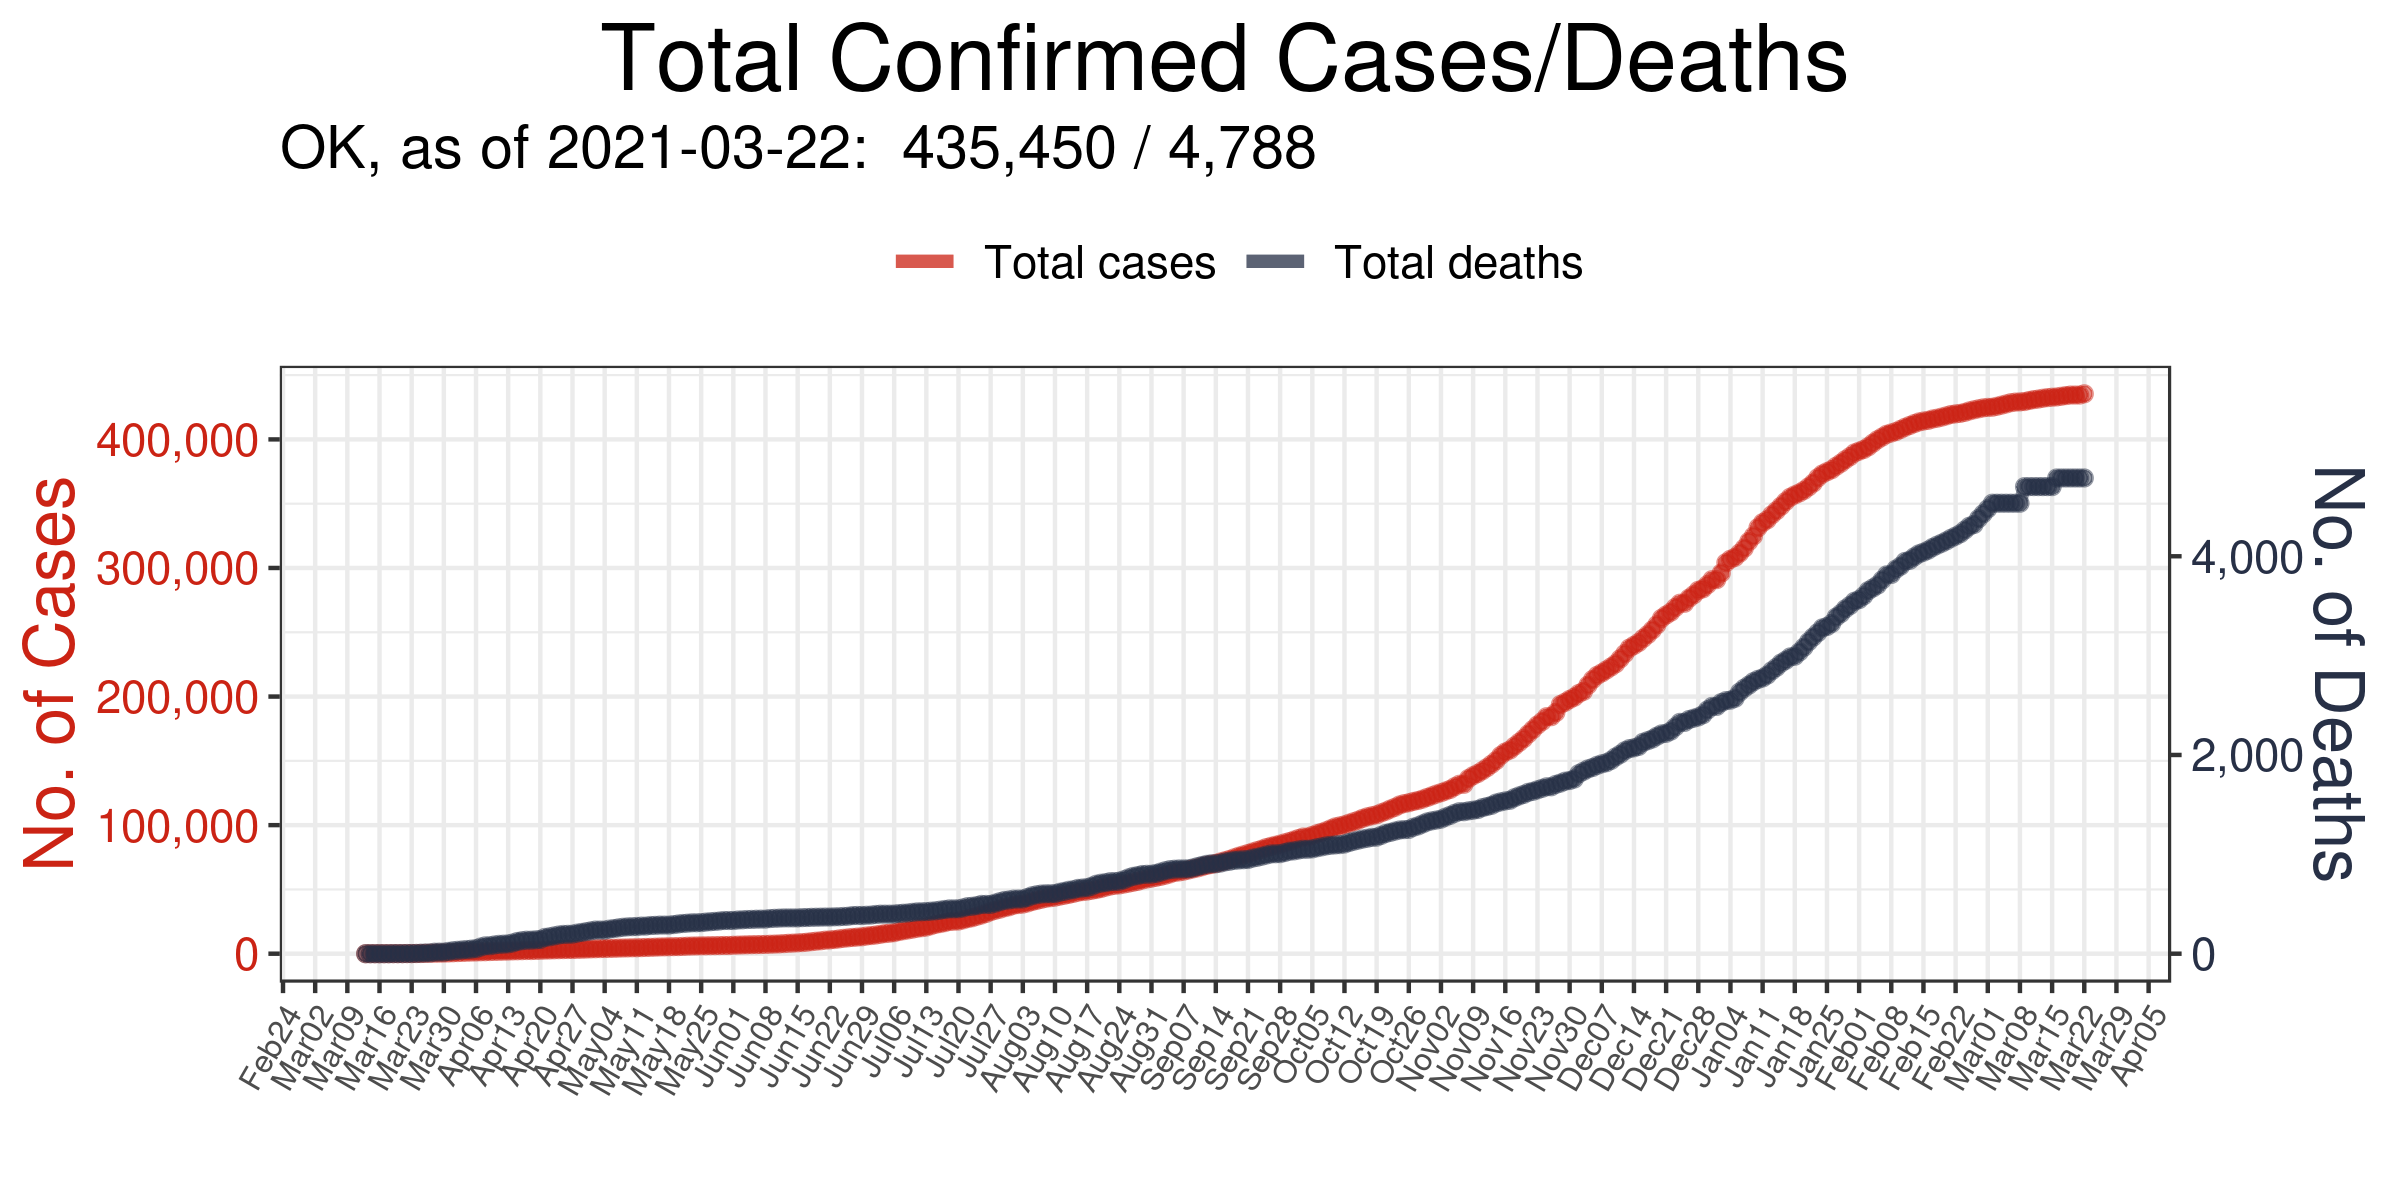 Total Confirmed Cases/Deaths
OK, as of 2021-03-22:  435,450 / 4,788
Total cases
Total deaths
No. of Cases
400,000
300,000
200,000
100,000
0
4,000
2,000
0
No. of Deaths
Feb24
Mar02
Mar09
Mar16
Mar23
Mar30
Apr06
Apr13
Apr20
Apr27
May04
May11
May18
May25
Jun01
Jun08
Jun15
Jun22
Jun29
Jul06
Jul13
Jul20
Jul27
Aug03
Aug10
Aug17
Aug24
Aug31
Sep07
Sep14
Sep21
Sep28
Oct05
Oct12
Oct19
Oct26
Nov02
Nov09
Nov16
Nov23
Nov30
Dec07
Dec14
Dec21
Dec28
Jan04
Jan11
Jan18
Jan25
Feb01
Feb08
Feb15
Feb22
Mar01
Mar08
Mar15
Mar22
Mar29
Apr05